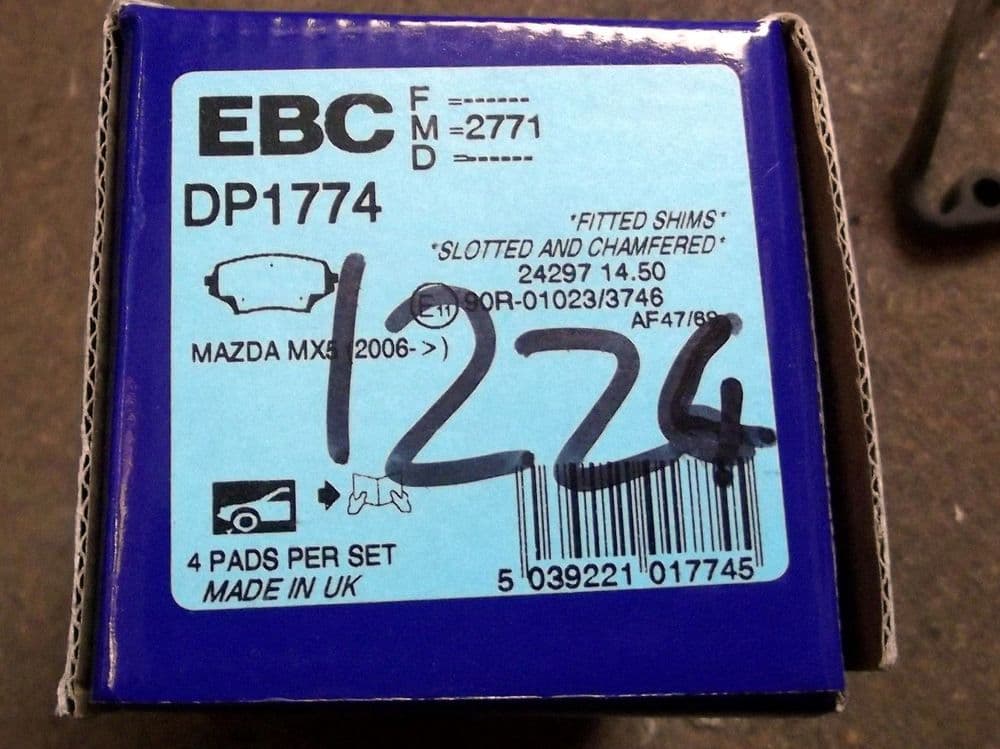 EBC
F =-------
M =2771
D =-------
DP1774
*FITTED SHIMS*
*SLOTTED AND CHAMFERED*
24297 14.50
E11 90R-01023/3746
MAZDA MX5 (2006->)
1224
4 PADS PER SET
MADE IN UK
5 039221 017745